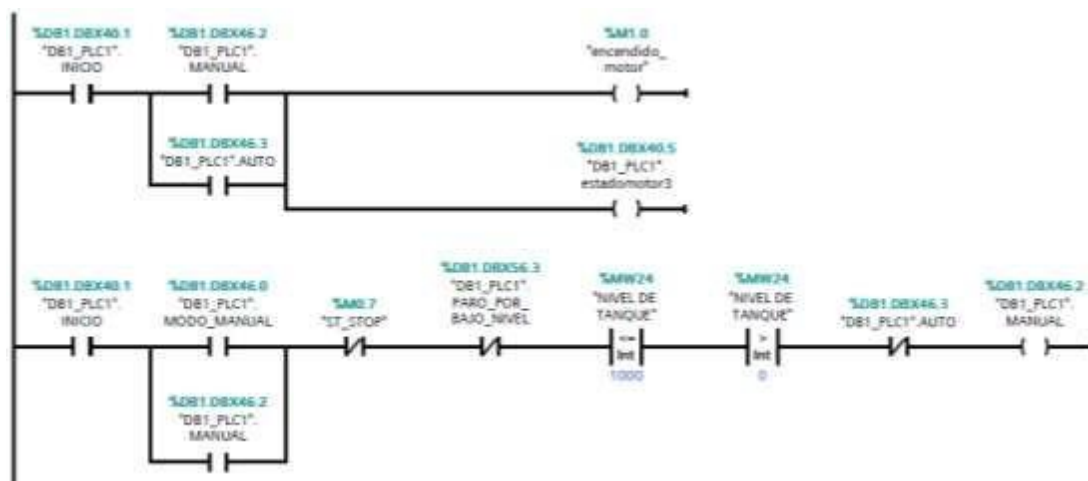 %DB1.DBX40.1
"DB1_PLC1".
INICIO
%DB1.DBX46.2
"DB1_PLC1".
MANUAL
%M1.0
"encendido_
motor"
%DB1.DBX46.3
"DB1_PLC1".AUTO
%DB1.DBX40.5
"DB1_PLC1".
estadomotor3
%DB1.DBX40.1
"DB1_PLC1".
INICIO
%DB1.DBX46.0
"DB1_PLC1".
MODO_MANUAL
%M0.7
"ST_STOP"
%DB1.DBX56.3
"DB1_PLC1".
PARO_POR_
BAJO_NIVEL
%MW24
"NIVEL DE
TANQUE"
<=
Int
1000
%MW24
"NIVEL DE
TANQUE"
>
Int
0
%DB1.DBX46.3
"DB1_PLC1".AUTO
%DB1.DBX46.2
"DB1_PLC1".
MANUAL
%DB1.DBX46.2
"DB1_PLC1".
MANUAL